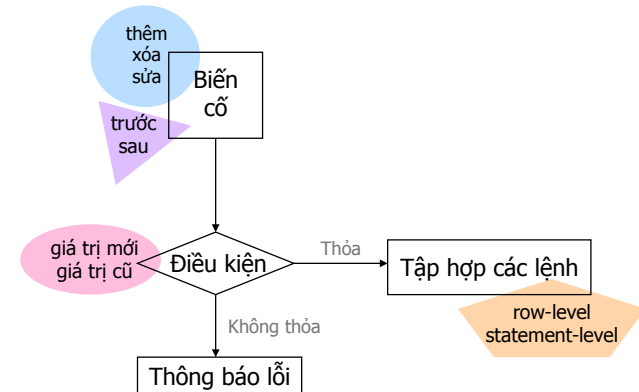 thêm
xóa
sửa
Biến
cố
trước
sau
giá trị mới
giá trị cũ
Điều kiện
Thỏa
Tập hợp các lệnh
row-level
statement-level
Không thỏa
Thông báo lỗi